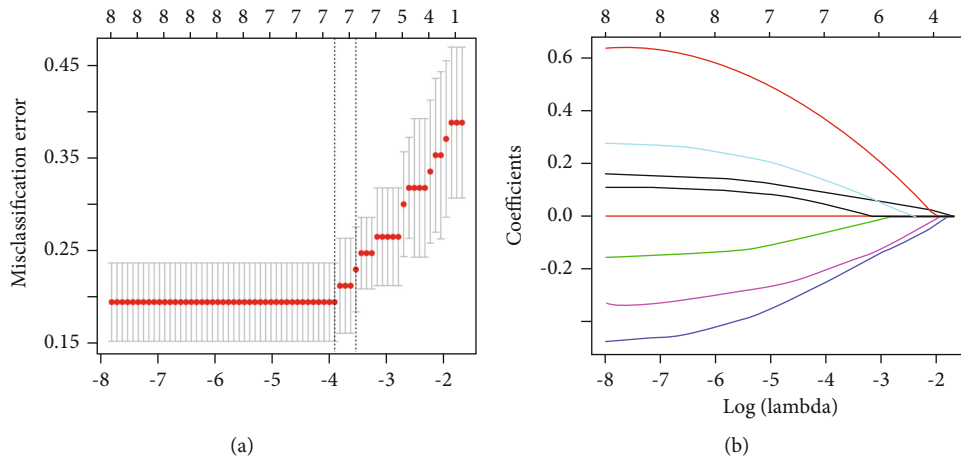 8 8 8 8 8 8 7 7 7 7 7 5 4 1
Misclassification error
0.45
0.35
0.25
0.15
-8 -7 -6 -5 -4 -3 -2
(a)
8 8 8 7 7 6 4
Coefficients
0.6
0.4
0.2
0.0
-0.2
-8 -7 -6 -5 -4 -3 -2
Log (lambda)
(b)